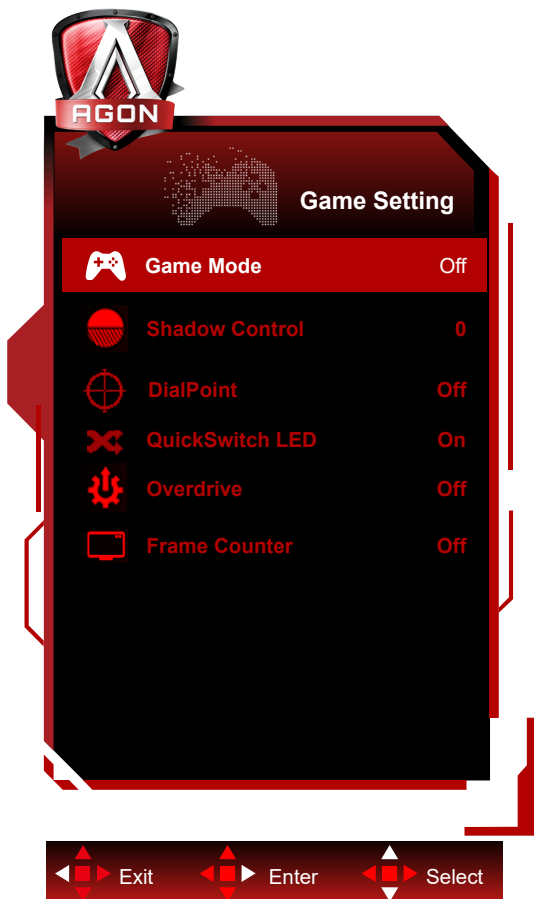 AGON
Game Setting
Game Mode Off
Shadow Control 0
DialPoint Off
QuickSwitch LED On
Overdrive Off
Frame Counter Off
Exit Enter Select